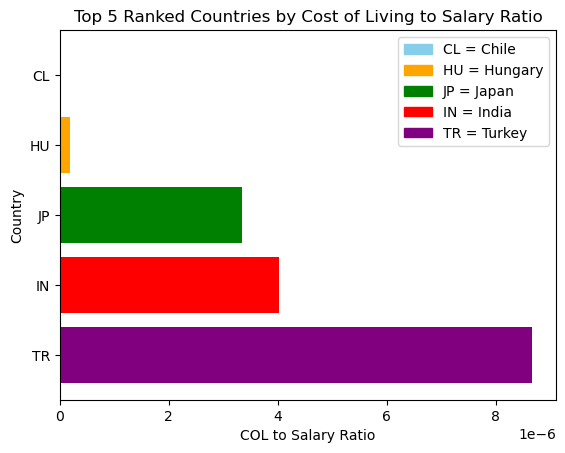 Top 5 Ranked Countries by Cost of Living to Salary Ratio
CL = Chile
HU = Hungary
JP = Japan
IN = India
TR = Turkey
Country
CL
HU
JP
IN
TR
0 2 4 6 8
1e−6
COL to Salary Ratio